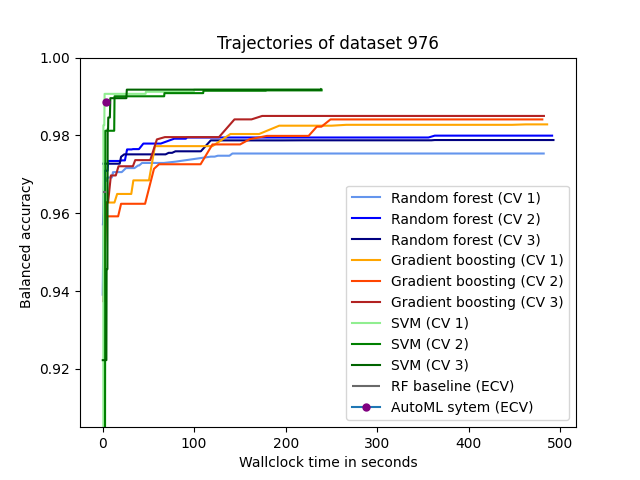 Trajectories of dataset 976
1.00
0.98
0.96
0.94
0.92
Balanced accuracy
Random forest (CV 1)
Random forest (CV 2)
Random forest (CV 3)
Gradient boosting (CV 1)
Gradient boosting (CV 2)
Gradient boosting (CV 3)
SVM (CV 1)
SVM (CV 2)
SVM (CV 3)
RF baseline (ECV)
AutoML sytem (ECV)
0 100 200 300 400 500
Wallclock time in seconds